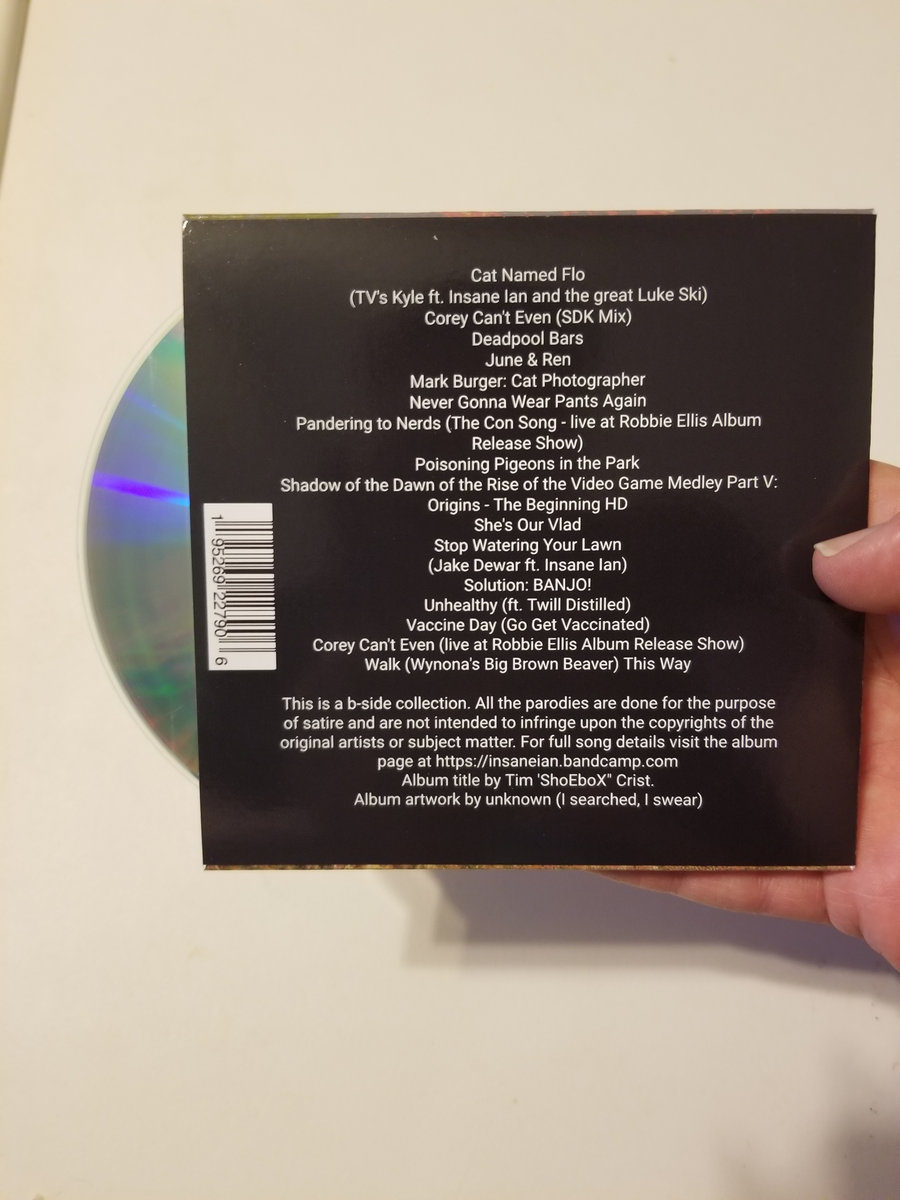 Cat Named Flo
(TV's Kyle ft. Insane Ian and the great Luke Ski)
Corey Can't Even (SDK Mix)
Deadpool Bars
June & Ren
Mark Burger: Cat Photographer
Never Gonna Wear Pants Again
Pandering to Nerds (The Con Song - live at Robbie Ellis Album
Release Show)
Poisoning Pigeons in the Park
Shadow of the Dawn of the Rise of the Video Game Medley Part V:
Origins - The Beginning HD
She's Our Vlad
Stop Watering Your Lawn
(Jake Dewar ft. Insane Ian)
Solution: BANJO!
Unhealthy (ft. Twill Distilled)
Vaccine Day (Go Get Vaccinated)
Corey Can't Even (live at Robbie Ellis Album Release Show)
Walk (Wynona's Big Brown Beaver) This Way
This is a b-side collection. All the parodies are done for the purpose
of satire and are not intended to infringe upon the copyrights of the
original artists or subject matter. For full song details visit the album
page at https://insaneian.bandcamp.com
Album title by Tim 'ShoEboX" Crist.
Album artwork by unknown (I searched, I swear)
1 95269 22790 6